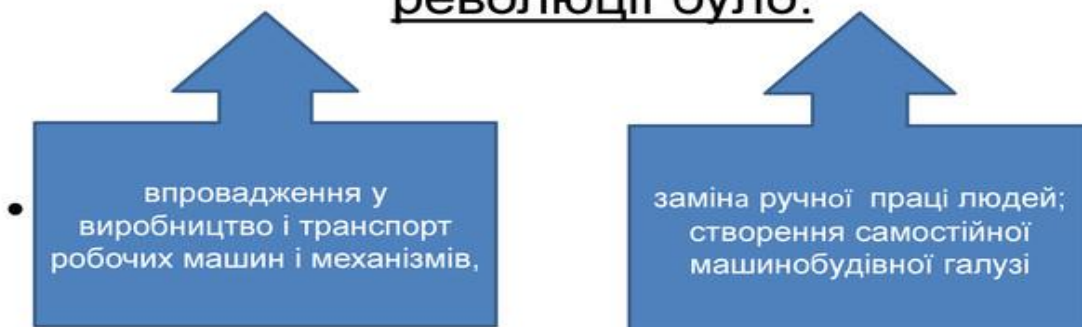 революції було:
впровадження у
виробництво і транспорт
робочих машин і механізмів,
заміна ручної праці людей;
створення самостійної
машинобудівної галузі